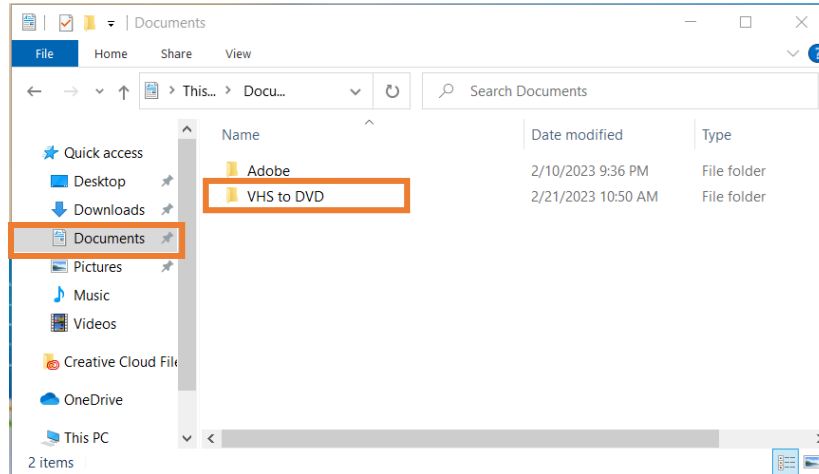 Documents
File Home Share View
This... Docu... Search Documents
Name Date modified Type
Quick access
Adobe 2/10/2023 9:36 PM File folder
Desktop
VHS to DVD 2/21/2023 10:50 AM File folder
Downloads
Documents
Pictures
Music
Videos
Creative Cloud File
OneDrive
This PC
2 items